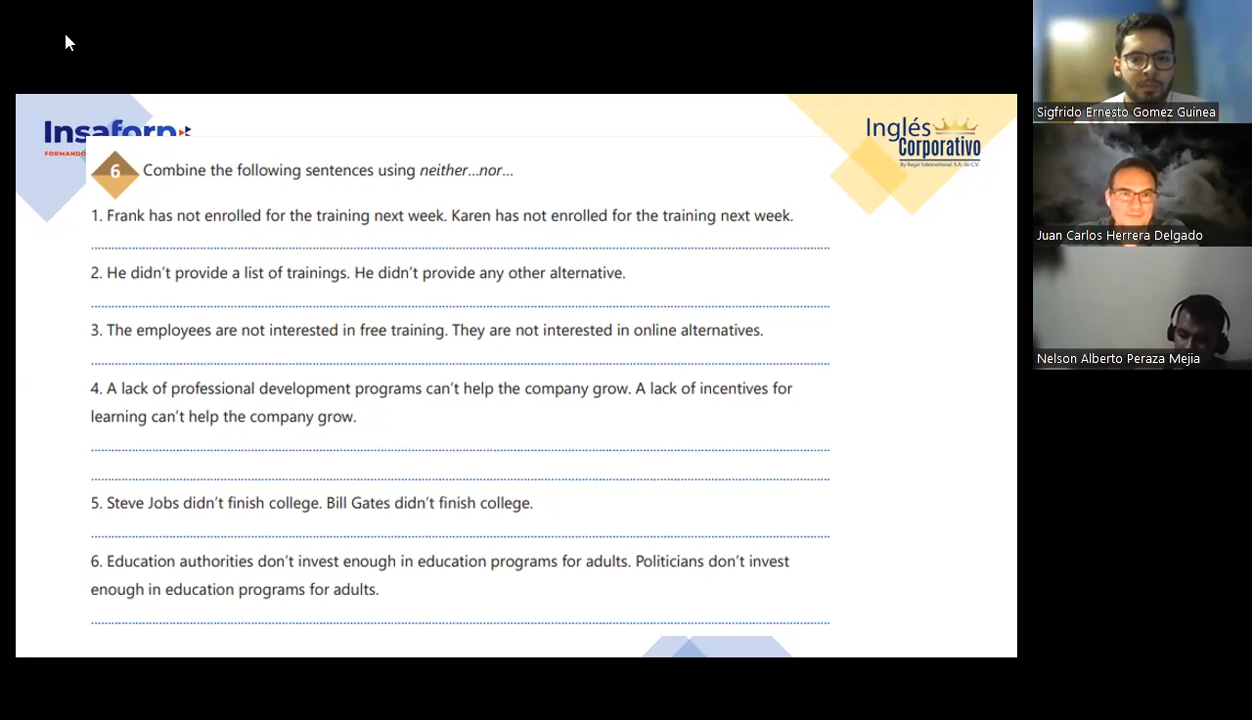 Insaforp
FORMANDO
Inglés
Corporativo
By Regal International, S.A. de C.V.
6 Combine the following sentences using neither...nor...
1. Frank has not enrolled for the training next week. Karen has not enrolled for the training next week.
2. He didn't provide a list of trainings. He didn't provide any other alternative.
3. The employees are not interested in free training. They are not interested in online alternatives.
4. A lack of professional development programs can't help the company grow. A lack of incentives for
learning can't help the company grow.
5. Steve Jobs didn't finish college. Bill Gates didn't finish college.
6. Education authorities don't invest enough in education programs for adults. Politicians don't invest
enough in education programs for adults.
Sigfrido Ernesto Gomez Guinea
Juan Carlos Herrera Delgado
Nelson Alberto Peraza Mejia